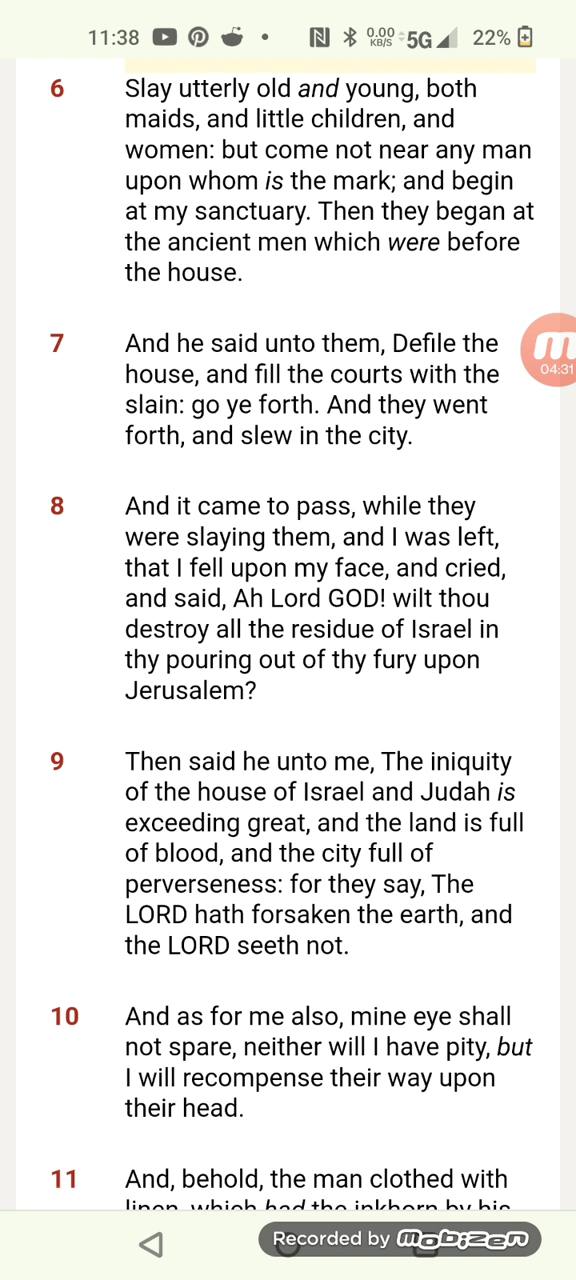 11:38 0.00 KB/S 5G 22%
6 Slay utterly old and young, both
maids, and little children, and
women: but come not near any man
upon whom is the mark; and begin
at my sanctuary. Then they began at
the ancient men which were before
the house.
7 And he said unto them, Defile the
house, and fill the courts with the
slain: go ye forth. And they went
forth, and slew in the city.
04:31
8 And it came to pass, while they
were slaying them, and I was left,
that I fell upon my face, and cried,
and said, Ah Lord GOD! wilt thou
destroy all the residue of Israel in
thy pouring out of thy fury upon
Jerusalem?
9 Then said he unto me, The iniquity
of the house of Israel and Judah is
exceeding great, and the land is full
of blood, and the city full of
perverseness: for they say, The
LORD hath forsaken the earth, and
the LORD seeth not.
10 And as for me also, mine eye shall
not spare, neither will I have pity, but
I will recompense their way upon
their head.
11 And, behold, the man clothed with
linen, which had the inkhorn by his
Recorded by Mobizen